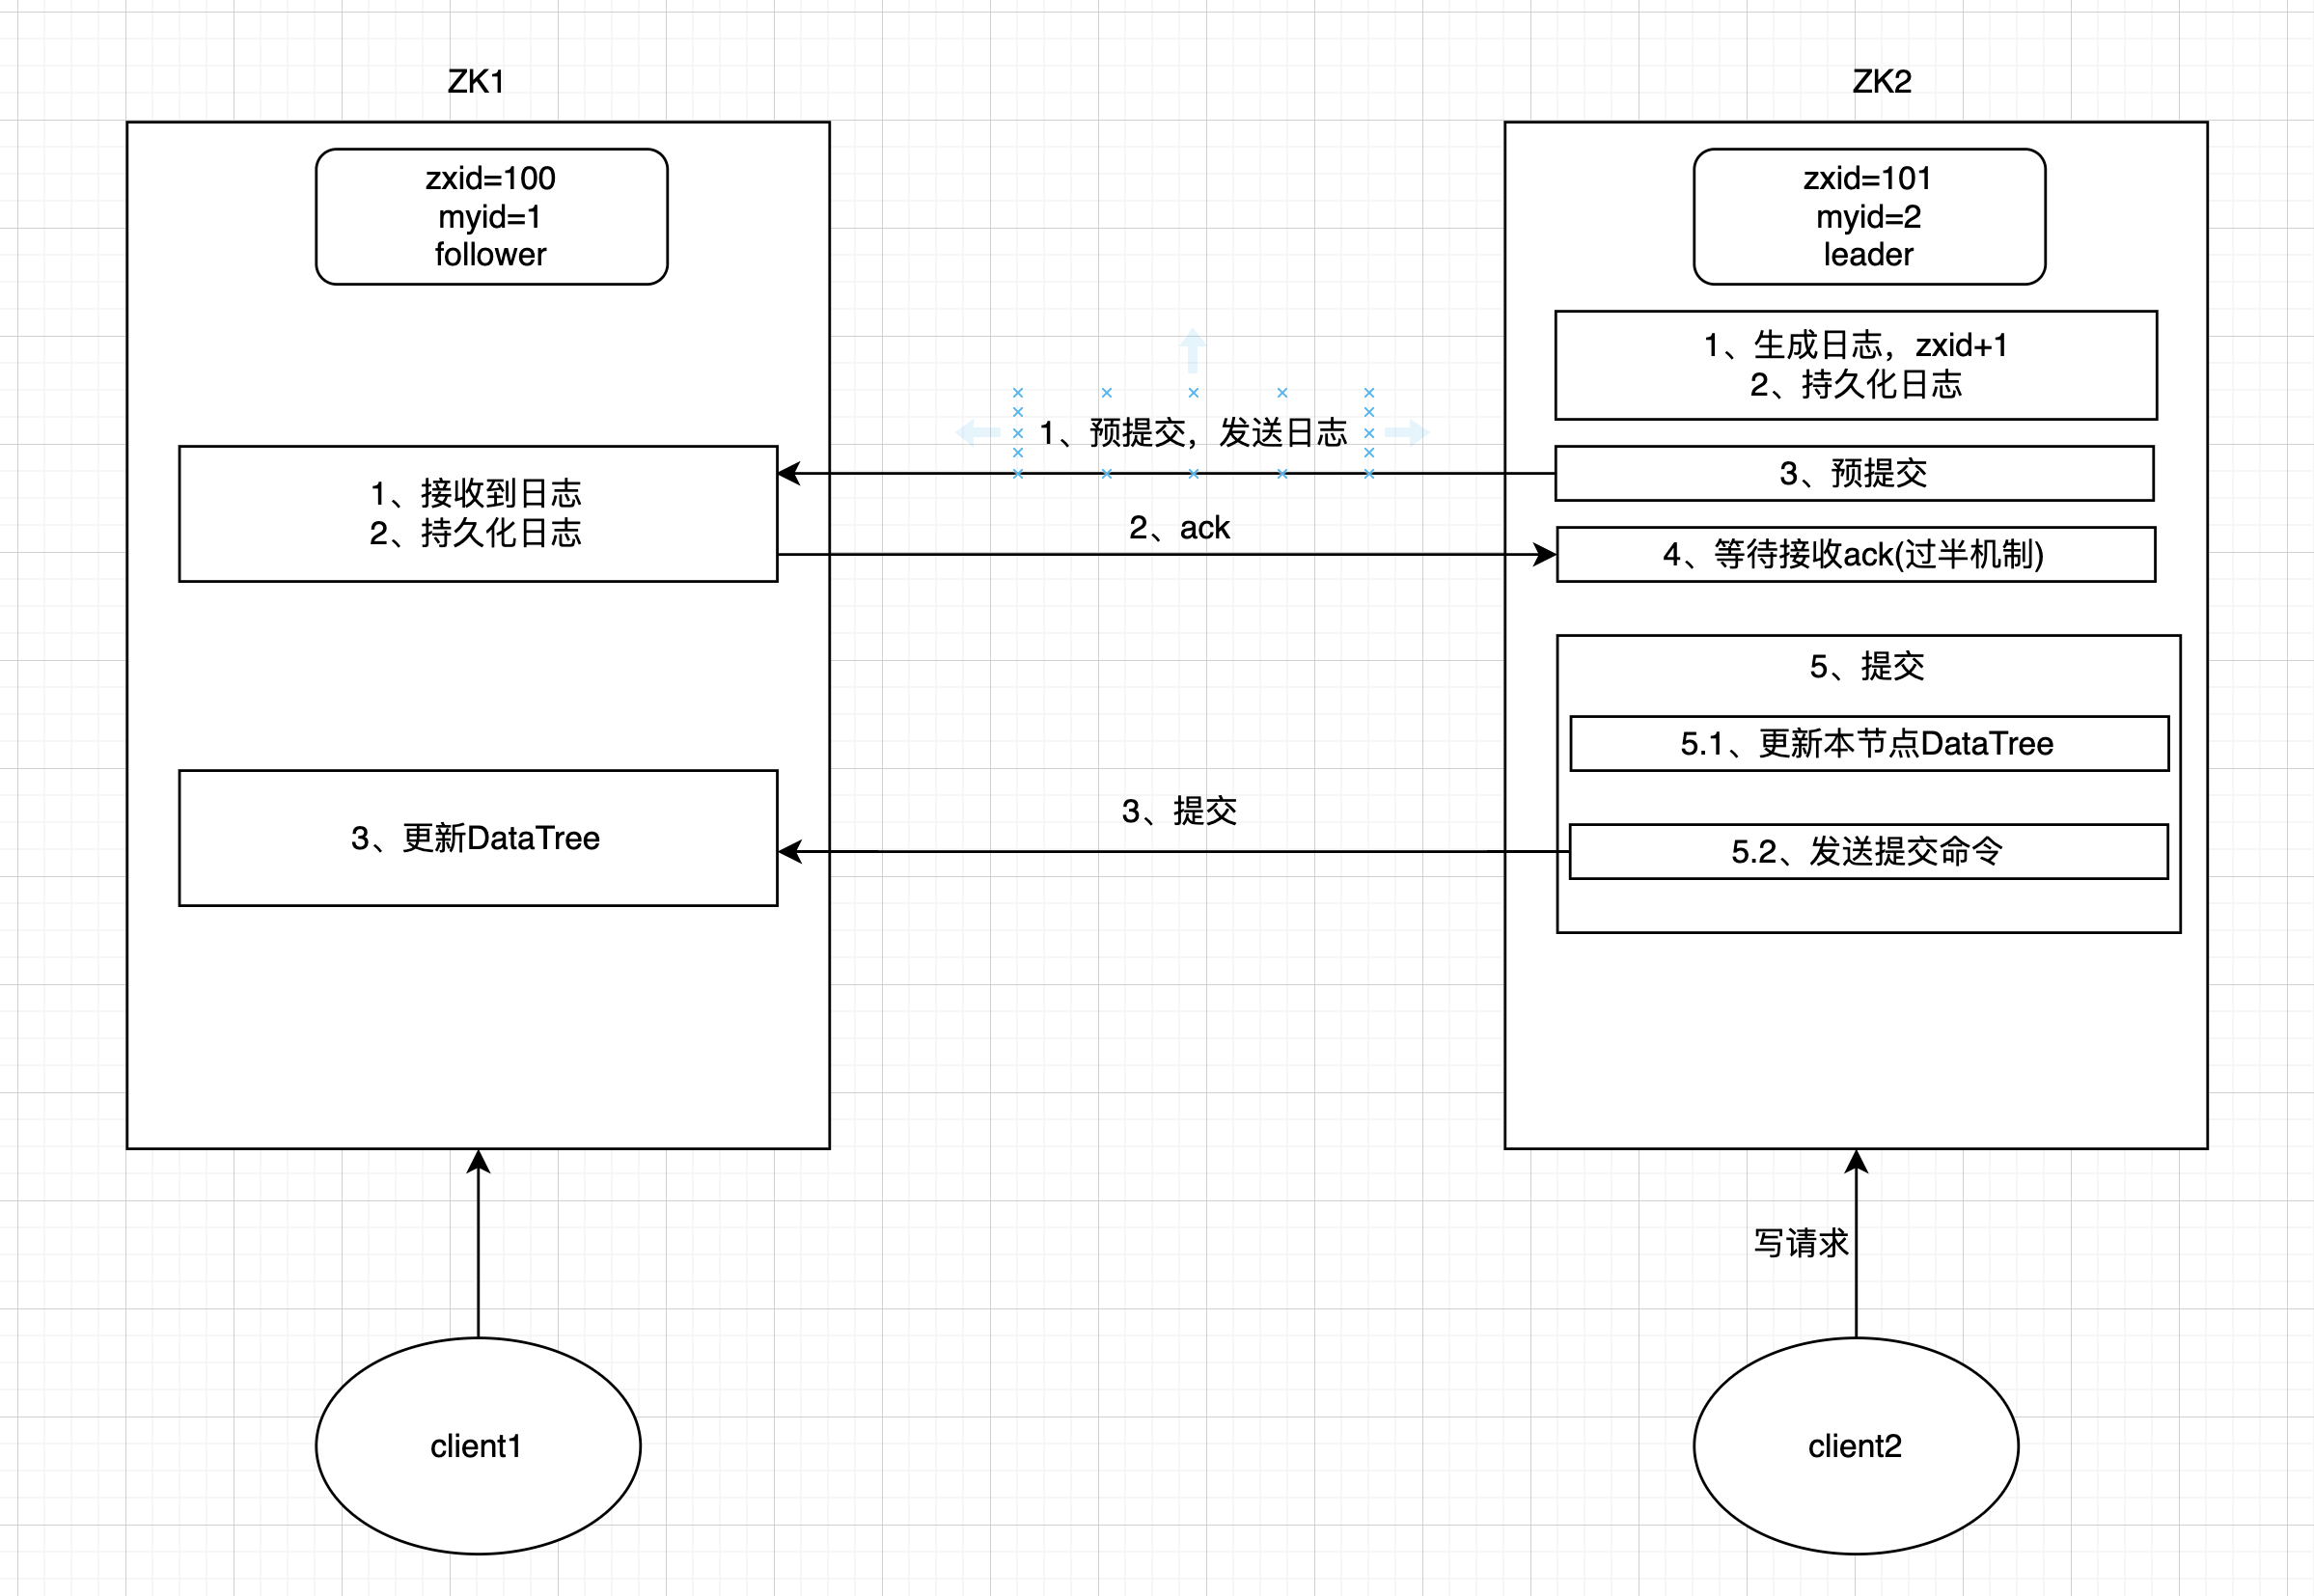 ZK1
zxid=100
myid=1
follower
1、接收到日志
2、持久化日志
3、更新DataTree
client1
1、预提交，发送日志
2、ack
3、提交
ZK2
zxid=101
myid=2
leader
1、生成日志，zxid+1
2、持久化日志
3、预提交
4、等待接收ack(过半机制)
5、提交
5.1、更新本节点DataTree
5.2、发送提交命令
写请求
client2